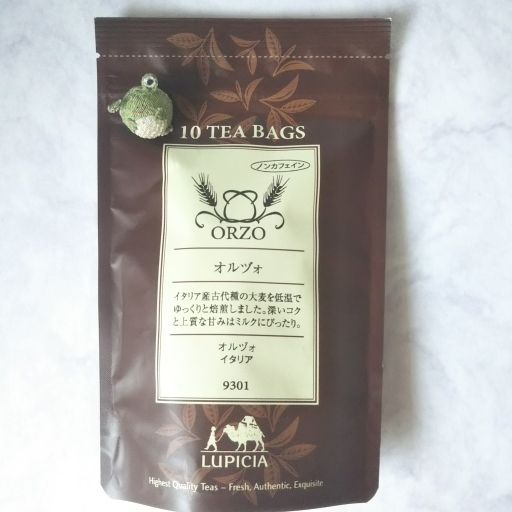 10 TEA BAGS
ノンカフェイン
ORZO
オルヅォ
イタリア産古代種の大麦を低温で
ゆっくりと焙煎しました。深いコク
と上質な甘みはミルクにぴったり。
オルヅォ
イタリア
9301
LUPICIA
Highest Quality Teas – Fresh, Authentic, Exquisite